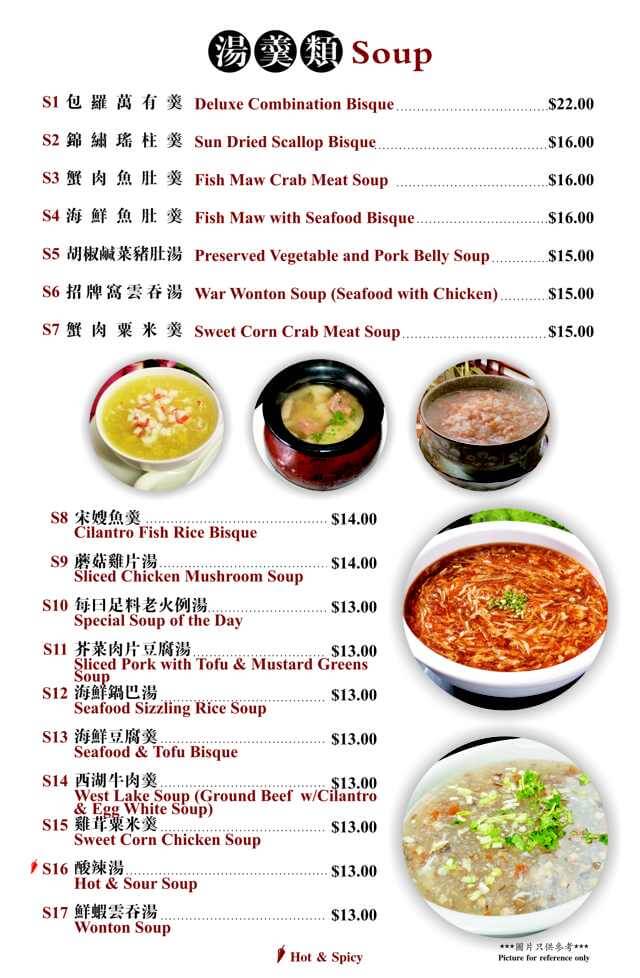 湯羹類 Soup
S1 包羅萬有羹 Deluxe Combination Bisque $22.00
S2 錦繡瑤柱羹 Sun Dried Scallop Bisque $16.00
S3 蟹肉魚肚羹 Fish Maw Crab Meat Soup $16.00
S4 海鮮魚肚羹 Fish Maw with Seafood Bisque $16.00
S5 胡椒鹹菜豬肚湯 Preserved Vegetable and Pork Belly Soup $15.00
S6 招牌窩雲吞湯 War Wonton Soup (Seafood with Chicken) $15.00
S7 蟹肉粟米羹 Sweet Corn Crab Meat Soup $15.00
S8 宋嫂魚羹 $14.00
Cilantro Fish Rice Bisque
S9 蘑菇雞片湯 $14.00
Sliced Chicken Mushroom Soup
S10 每日足料老火例湯 $13.00
Special Soup of the Day
S11 芥菜肉片豆腐湯 $13.00
Sliced Pork with Tofu & Mustard Greens
Soup
S12 海鮮鍋巴湯 $13.00
Seafood Sizzling Rice Soup
S13 海鮮豆腐羹 $13.00
Seafood & Tofu Bisque
S14 西湖牛肉羹 $13.00
West Lake Soup (Ground Beef w/Cilantro
& Egg White Soup)
S15 雞茸粟米羹 $13.00
Sweet Corn Chicken Soup
S16 酸辣湯 $13.00
Hot & Sour Soup
S17 鮮蝦雲吞湯 $13.00
Wonton Soup
Hot & Spicy
***圖片只供參考***
Picture for reference only